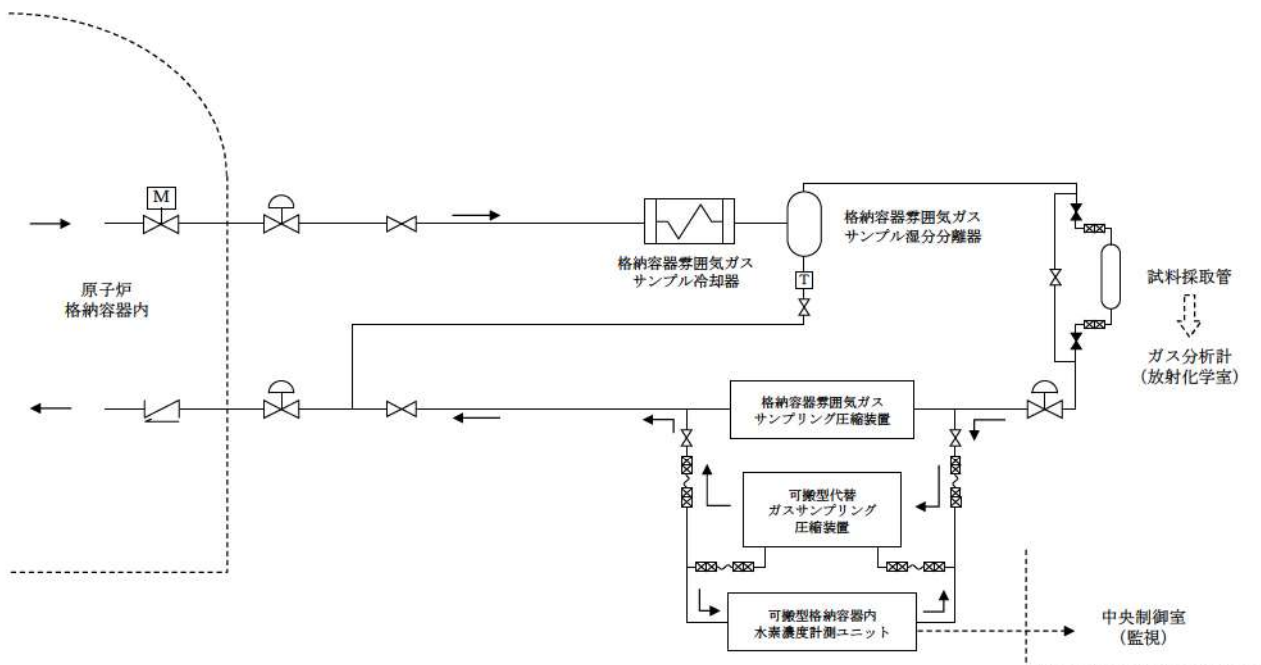 M
格納容器雰囲気ガス
サンプル湿分分離器
格納容器雰囲気ガス
サンプル冷却器
T
原子炉
格納容器内
試料採取管
ガス分析計
(放射化学室)
格納容器雰囲気ガス
サンプリング圧縮装置
可搬型代替
ガスサンプリング
圧縮装置
可搬型格納容器内
水素濃度計測ユニット
中央制御室
(監視)